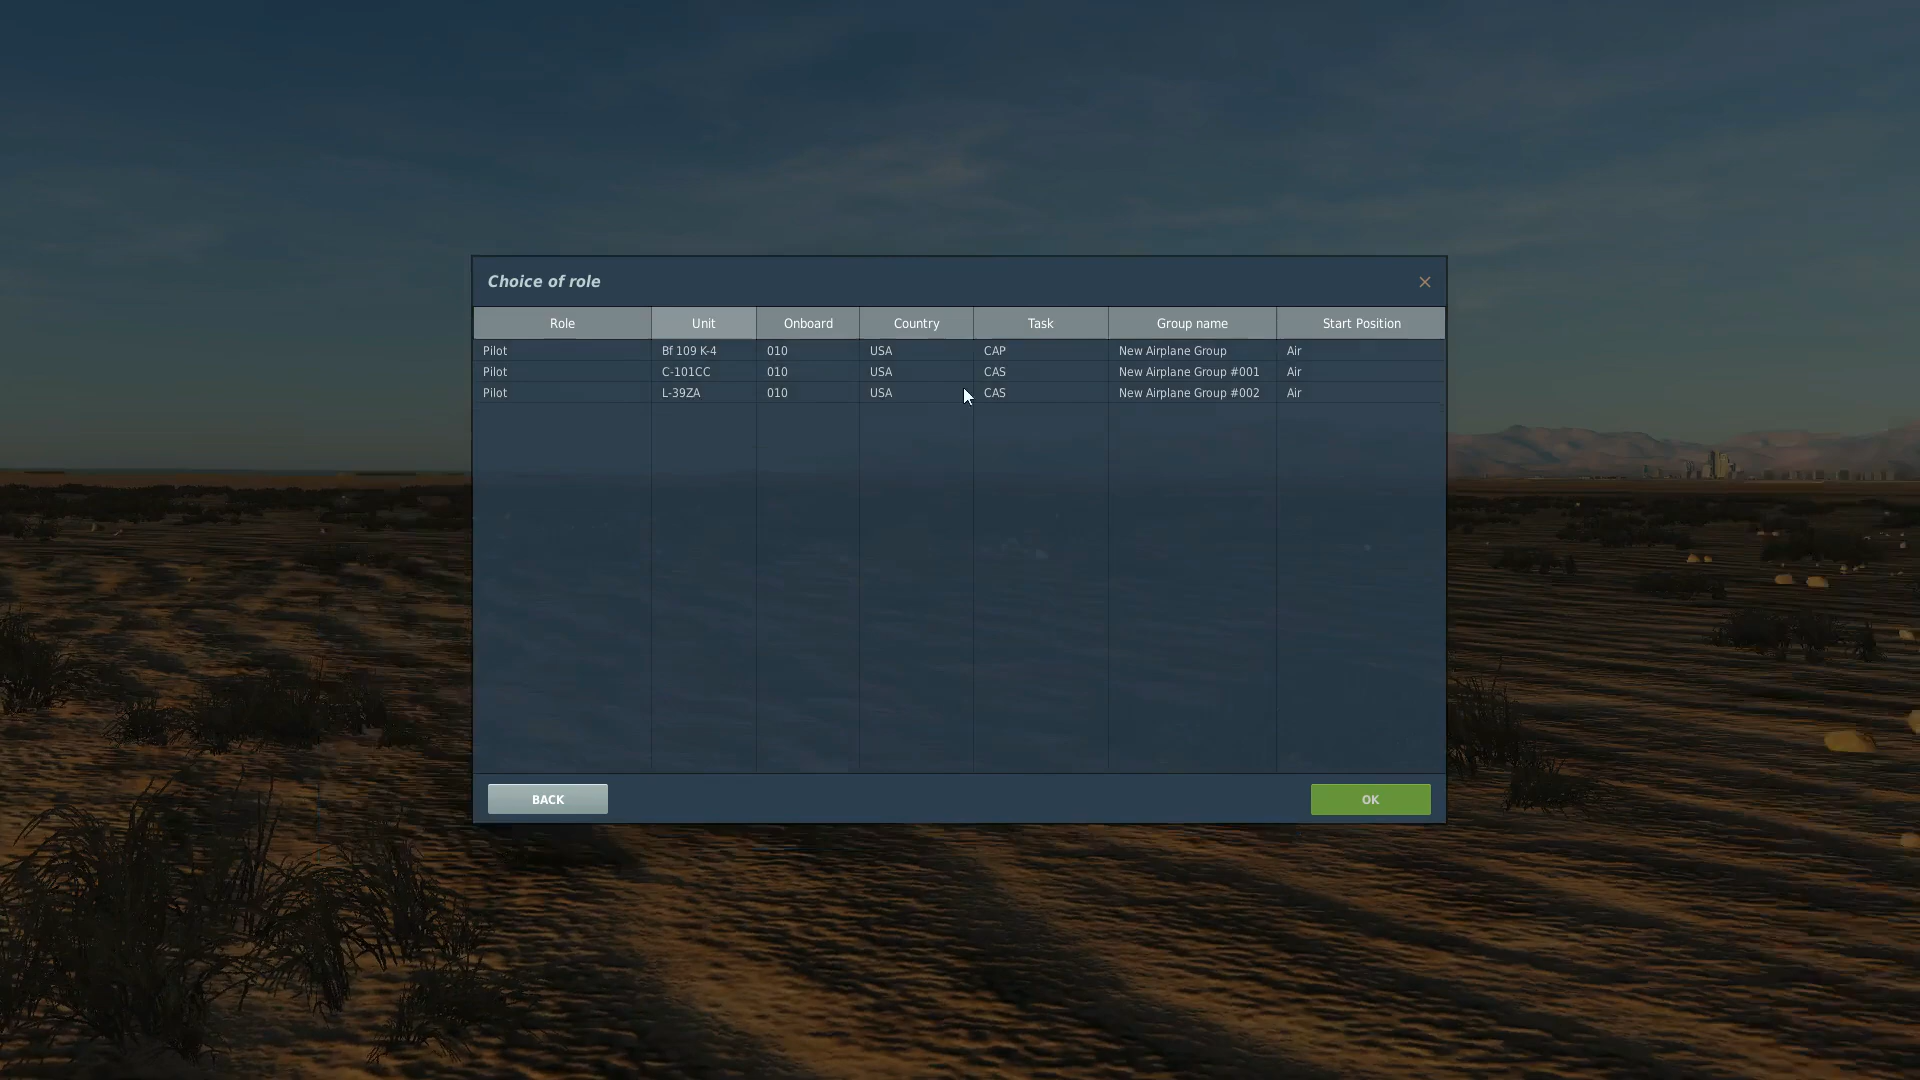 Choice of role
Role Unit Onboard Country Task Group name Start Position
Pilot Bf 109 K-4 010 USA CAP New Airplane Group Air
Pilot C-101CC 010 USA CAS New Airplane Group #001 Air
Pilot L-39ZA 010 USA CAS New Airplane Group #002 Air
BACK OK